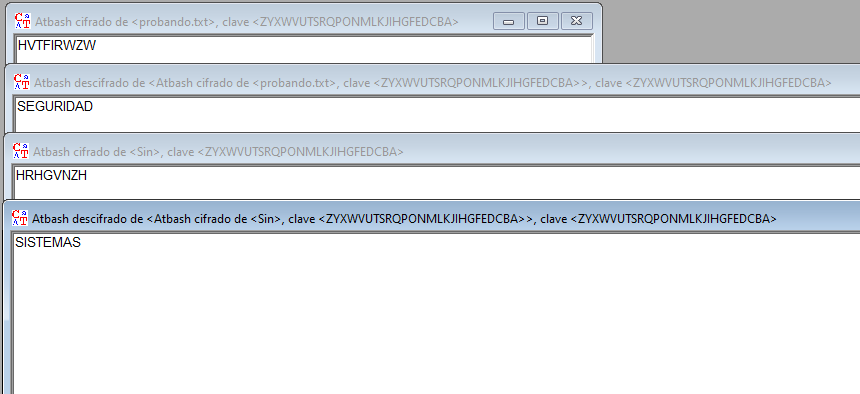 Atbash cifrado de <probando.txt>, clave <ZYXWVUTSRQPONMLKJIHGFEDCBA>
HVTFIRWZW
Atbash descifrado de <Atbash cifrado de <probando.txt>, clave <ZYXWVUTSRQPONMLKJIHGFEDCBA>>, clave <ZYXWVUTSRQPONMLKJIHGFEDCBA>
SEGURIDAD
Atbash cifrado de <Sin>, clave <ZYXWVUTSRQPONMLKJIHGFEDCBA>
HRHGVNZH
Atbash descifrado de <Atbash cifrado de <Sin>, clave <ZYXWVUTSRQPONMLKJIHGFEDCBA>>, clave <ZYXWVUTSRQPONMLKJIHGFEDCBA>
SISTEMAS